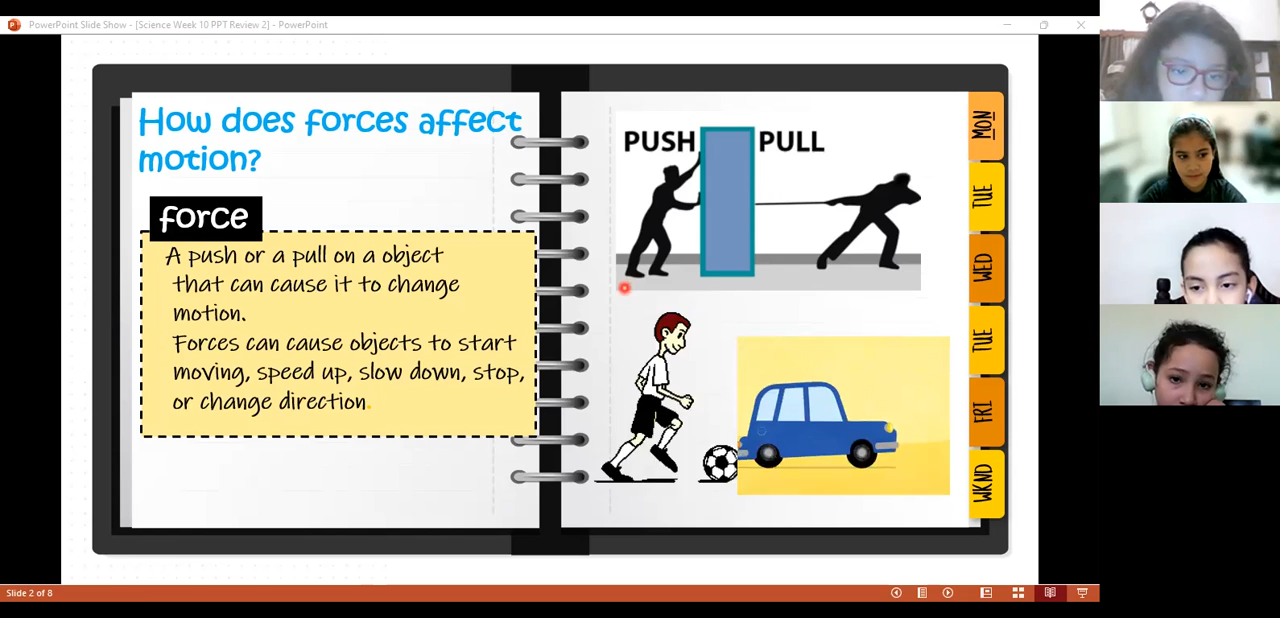 PowerPoint Slide Show - [Science Week 10 PPT Review 2] - PowerPoint
How does forces affect
motion?
force
A push or a pull on a object
that can cause it to change
motion.
Forces can cause objects to start
moving, speed up, slow down, stop,
or change direction.
PUSH PULL
MON
TUE
WED
TUE
FRI
WKND
Slide 2 of 8